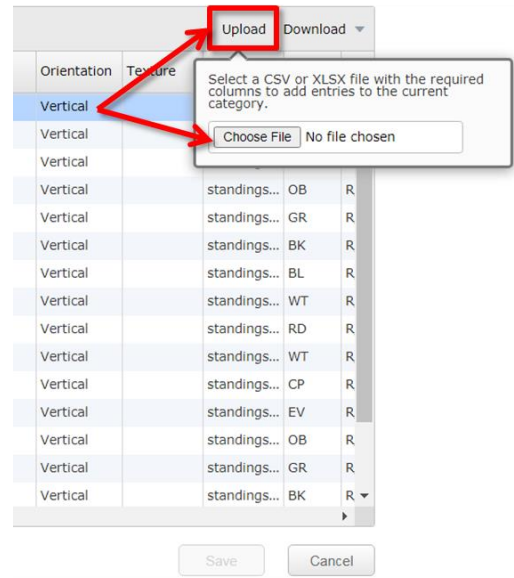 Upload Download
Orientation Texture
Select a CSV or XLSX file with the required
columns to add entries to the current
category.
Choose File No file chosen
Vertical
Vertical
Vertical
Vertical standings... OB R
Vertical standings... GR R
Vertical standings... BK R
Vertical standings... BL R
Vertical standings... WT R
Vertical standings... RD R
Vertical standings... WT R
Vertical standings... CP R
Vertical standings... EV R
Vertical standings... OB R
Vertical standings... GR R
Vertical standings... BK R
Save Cancel